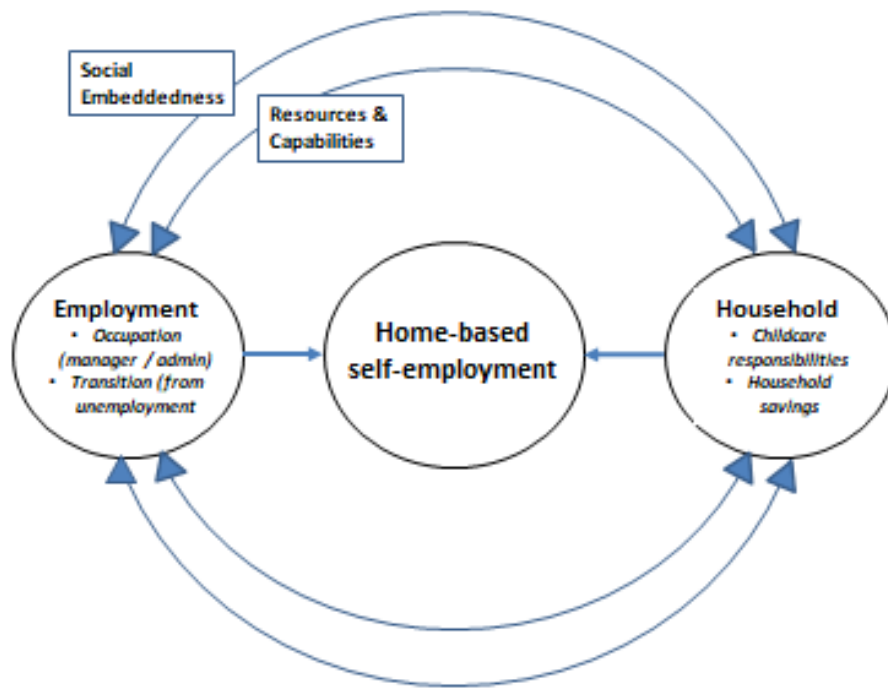 Social
Embeddedness
Resources &
Capabilities
Employment
• Occupation
(manager / admin)
• Transition (from
unemployment
Home-based
self-employment
Household
• Childcare
responsibilities
• Household
savings